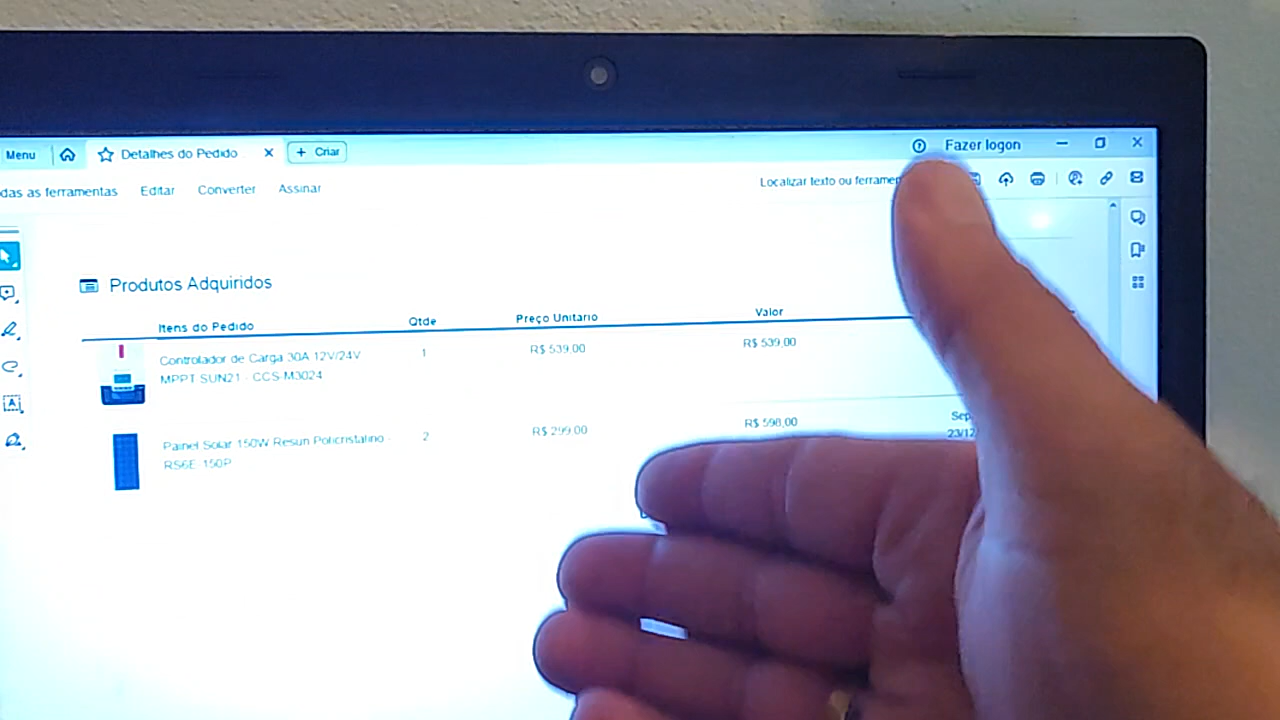 Menu
Detalhes do Pedido
+ Criar
Fazer logon
das as ferramentas
Editar
Converter
Assinar
Localizar texto ou ferramen
Produtos Adquiridos
Itens do Pedido
Qtde
Preço Unitário
Valor
Controlador de Carga 30A 12V/24V
MPPT SUN21 - CCS-M3024
1
R$ 539,00
R$ 539,00
Painel Solar 150W Resun Policristalino -
RS6E-150P
2
R$ 299,00
R$ 598,00
Sep
23/12